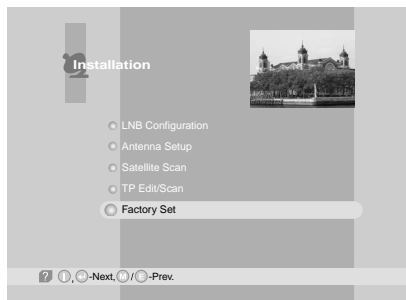 Installation
LNB Configuration
Antenna Setup
Satellite Scan
TP Edit/Scan
Factory Set
? , -Next, M / E -Prev.